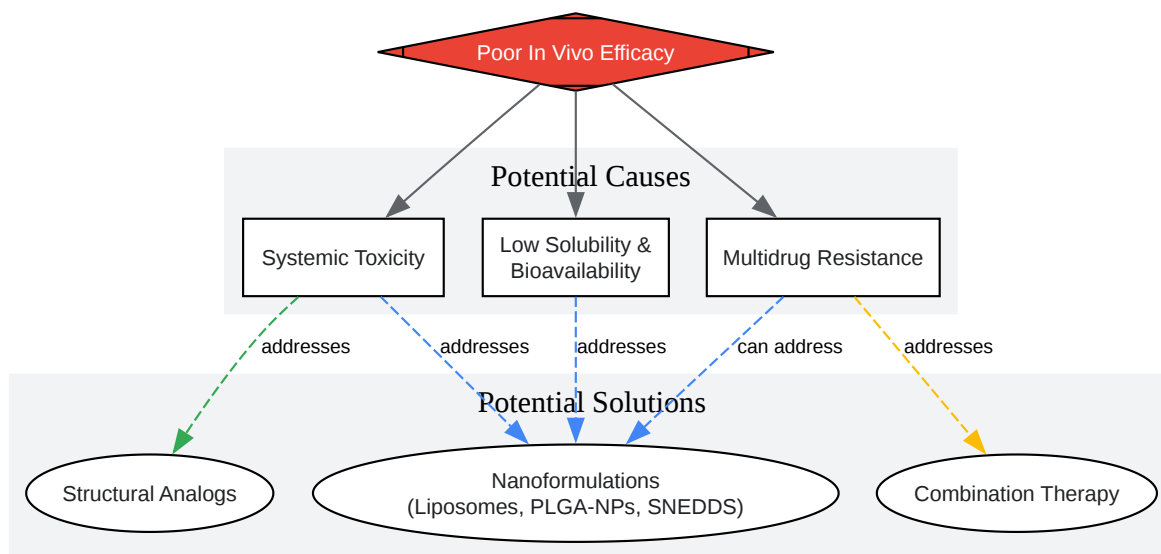 Poor In Vivo Efficacy
Potential Causes
Systemic Toxicity
Low Solubility &
Bioavailability
Multidrug Resistance
addresses
addresses
addresses
can address
addresses
Potential Solutions
Structural Analogs
Nanoformulations
(Liposomes, PLGA-NPs, SNEDDS)
Combination Therapy